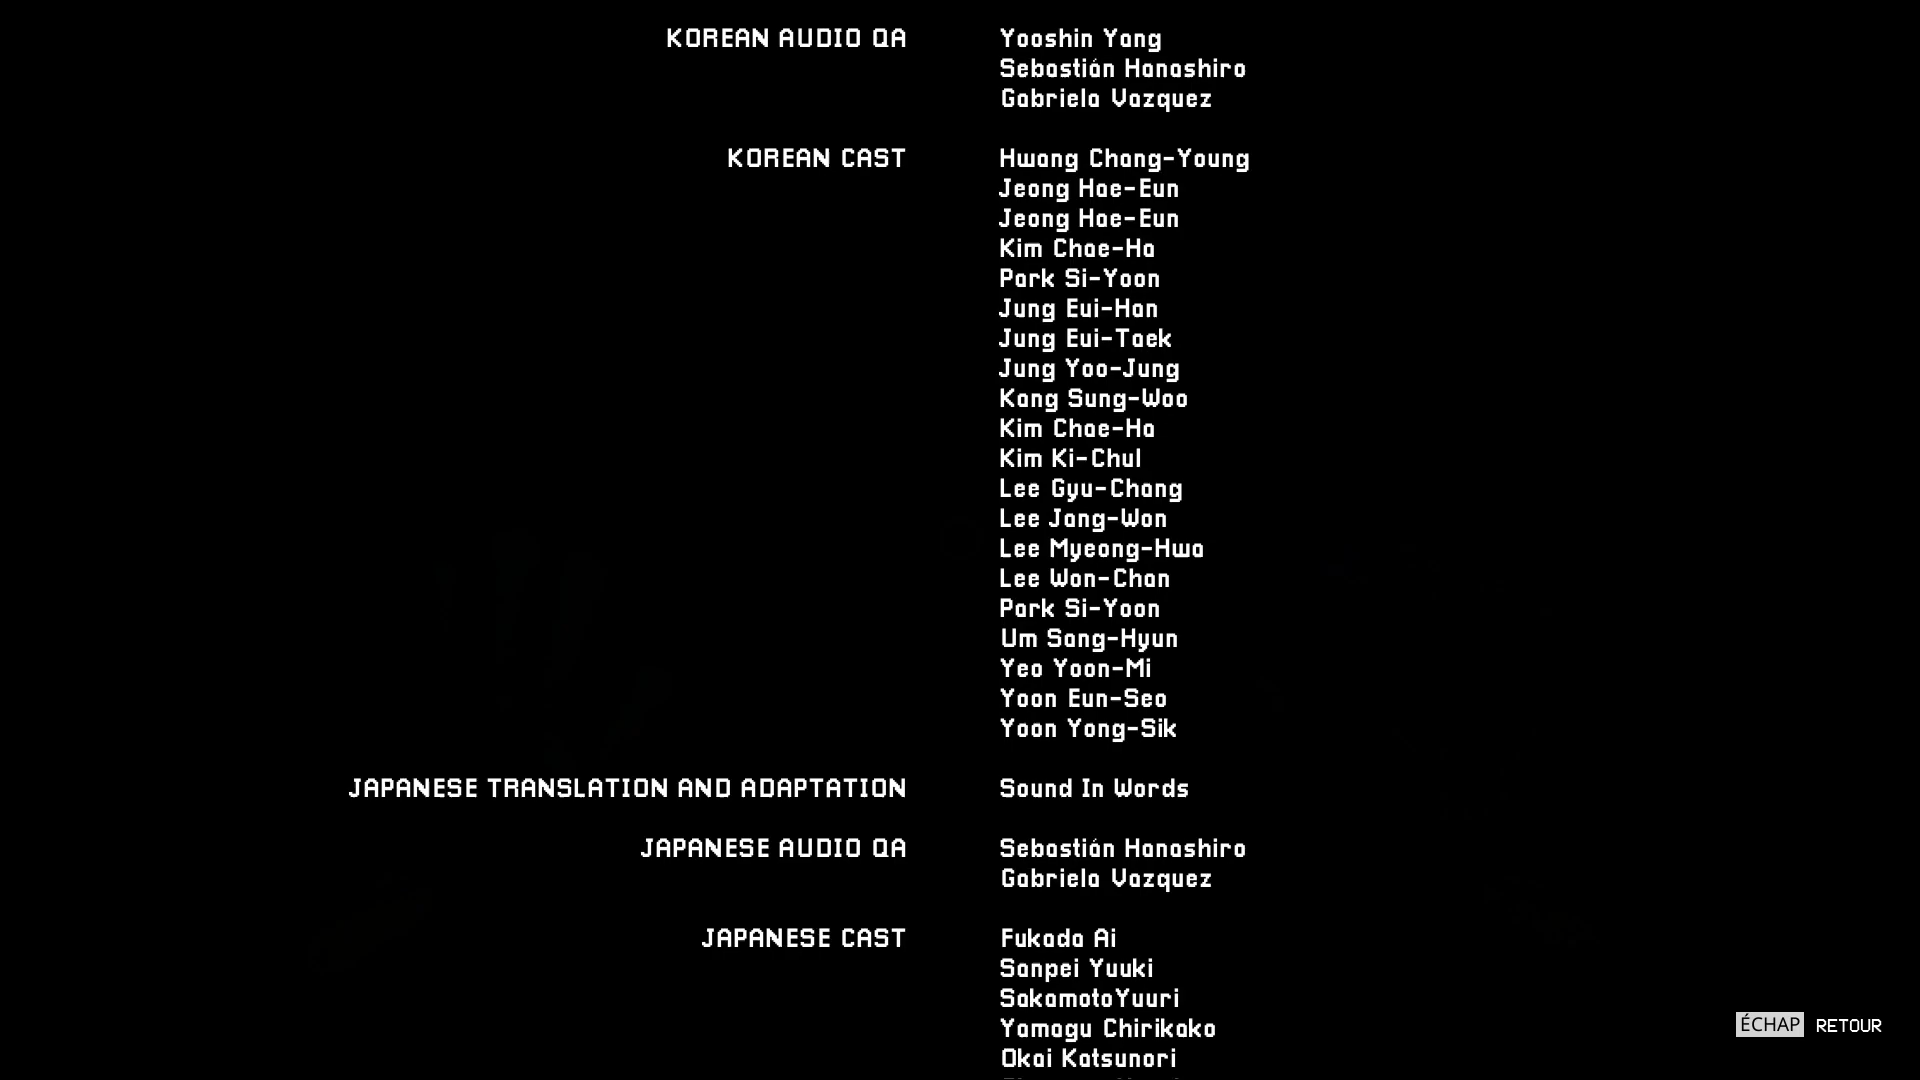 KOREAN AUDIO QA Yooshin Yang
Sebastián Hanashiro
Gabriela Vazquez
KOREAN CAST Hwang Chang-Young
Jeong Hae-Eun
Jeong Hae-Eun
Kim Chae-Ha
Park Si-Yoon
Jung Eui-Han
Jung Eui-Taek
Jung Yoo-Jung
Kang Sung-Woo
Kim Chae-Ha
Kim Ki-Chul
Lee Gyu-Chang
Lee Jang-Won
Lee Myeong-Hwa
Lee Won-Chan
Park Si-Yoon
Um Sang-Hyun
Yeo Yoon-Mi
Yoon Eun-Seo
Yoon Yong-Sik
JAPANESE TRANSLATION AND ADAPTATION Sound In Words
JAPANESE AUDIO QA Sebastián Hanashiro
Gabriela Vazquez
JAPANESE CAST Fukada Ai
Sanpei Yuuki
SakamotoYuuri
Yamagu Chirikako
Okai Katsunori
ÉCHAP RETOUR